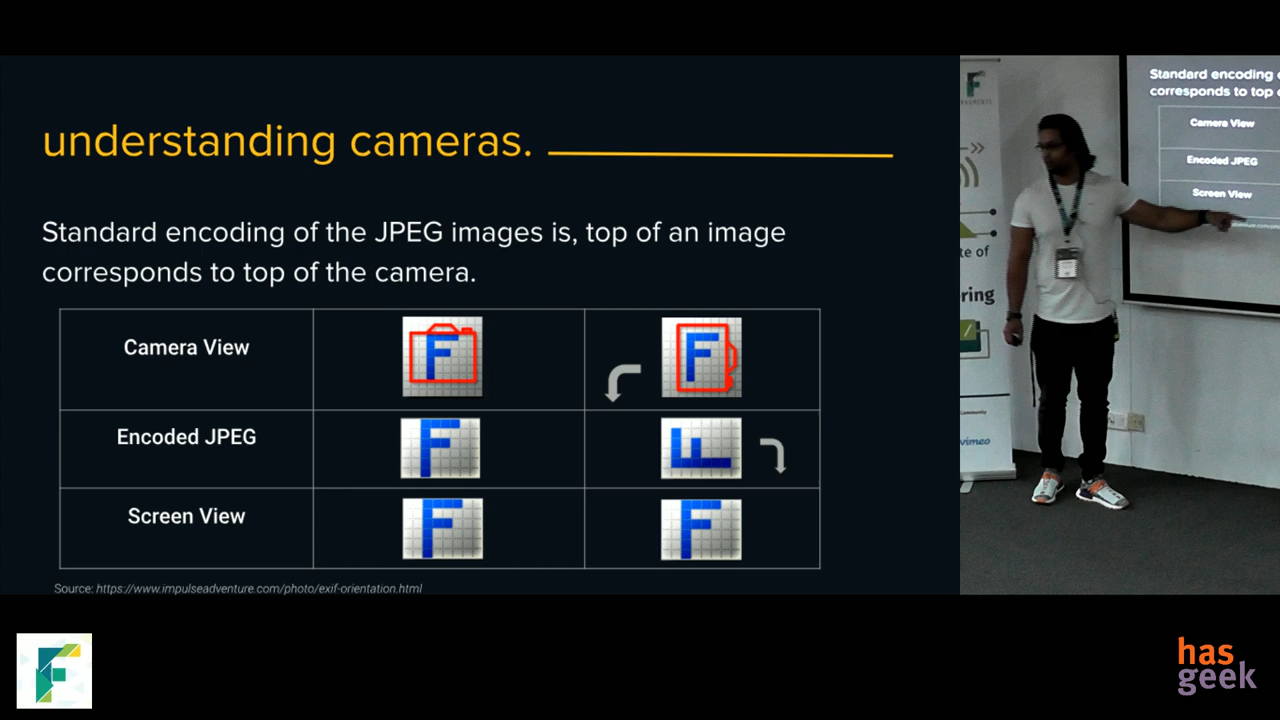 understanding cameras.
Standard encoding of the JPEG images is, top of an image
corresponds to top of the camera.
Camera View
F
F
Encoded JPEG
F
F
Screen View
F
F
Source: https://www.impulseadventure.com/photo/exif-orientation.html
Standard encoding
corresponds to top
Camera View
Encoded JPEG
Screen View
te of
ring
Community
vimeo
F
has
geek